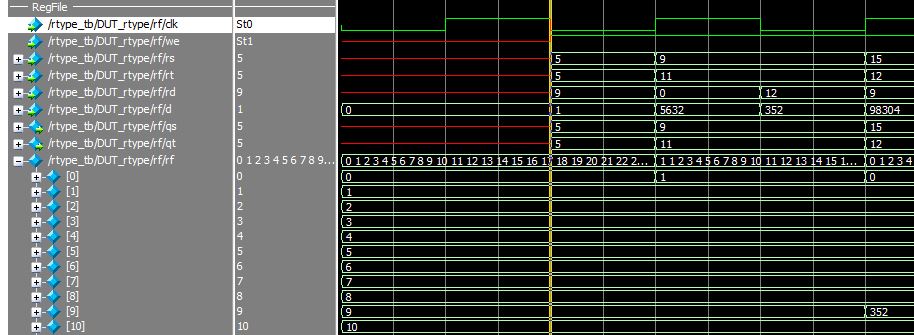 RegFile
/rtype_tb/DUT_rtype/rf/clk St0
/rtype_tb/DUT_rtype/rf/we St1
/rtype_tb/DUT_rtype/rf/rs 5 5 9 15
/rtype_tb/DUT_rtype/rf/rt 5 5 11 12
/rtype_tb/DUT_rtype/rf/rd 9 9 0 12 9
/rtype_tb/DUT_rtype/rf/d 1 0 1 5632 352 98304
/rtype_tb/DUT_rtype/rf/qs 5 5 9 15
/rtype_tb/DUT_rtype/rf/qt 5 5 11 12
/rtype_tb/DUT_rtype/rf/rf 0 1 2 3 4 5 6 7 8 9... 0 1 2 3 4 5 6 7 8 9 10 11 12 13 14 15 16 17 18 19 20 21 22 2... 1 1 2 3 4 5 6 7 8 9 10 11 12 13 14 15 1... 0 1 2 3 4
[0] 0 0 1 0
[1] 1 1
[2] 2 2
[3] 3 3
[4] 4 4
[5] 5 5
[6] 6 6
[7] 7 7
[8] 8 8
[9] 9 9 352
[10] 10 10